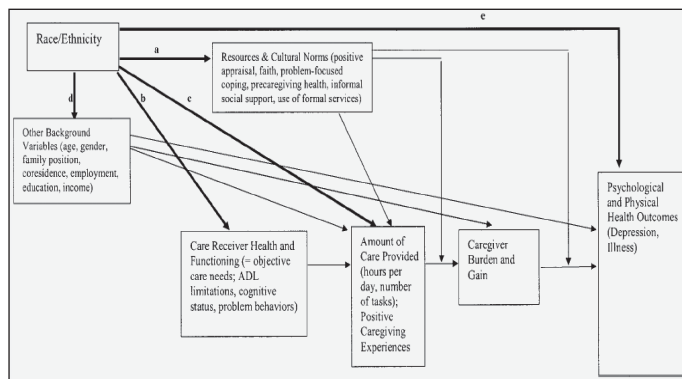 e
Race/Ethnicity
a
Resources & Cultural Norms (positive
appraisal, faith, problem-focused
coping, precaregiving health, informal
social support, use of formal services)
d
b
c
Other Background
Variables (age, gender,
family position,
coresidence, employment,
education, income)
Psychological
and Physical
Health Outcomes
(Depression,
Illness)
Care Receiver Health and
Functioning (= objective
care needs; ADL
limitations, cognitive
status, problem behaviors)
Amount of
Care Provided
(hours per
day, number
of tasks);
Positive
Caregiving
Experiences
Caregiver
Burden and
Gain